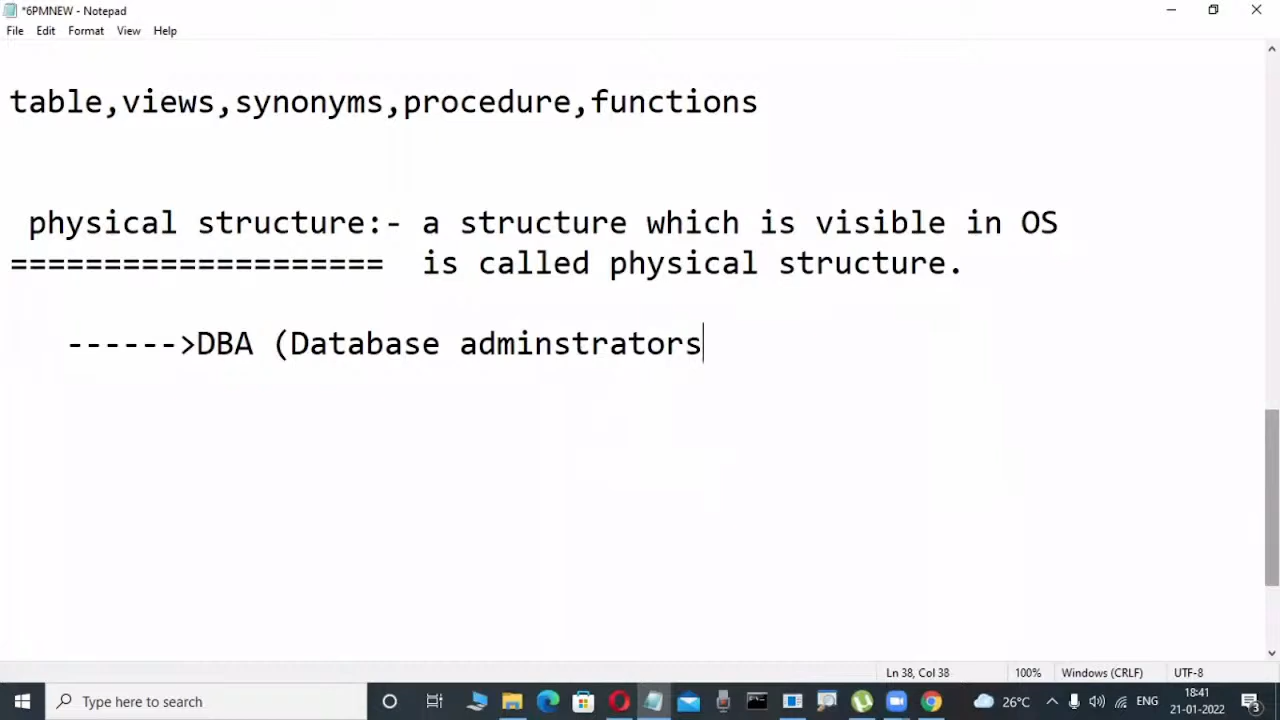 *6PMNEW - Notepad
File Edit Format View Help
table,views,synonyms,procedure,functions
physical structure:- a structure which is visible in OS
==================== is called physical structure.
------>DBA (Database adminstrators
Ln 38, Col 38 100% Windows (CRLF) UTF-8
Type here to search 26°C ENG 18:41
21-01-2022 3